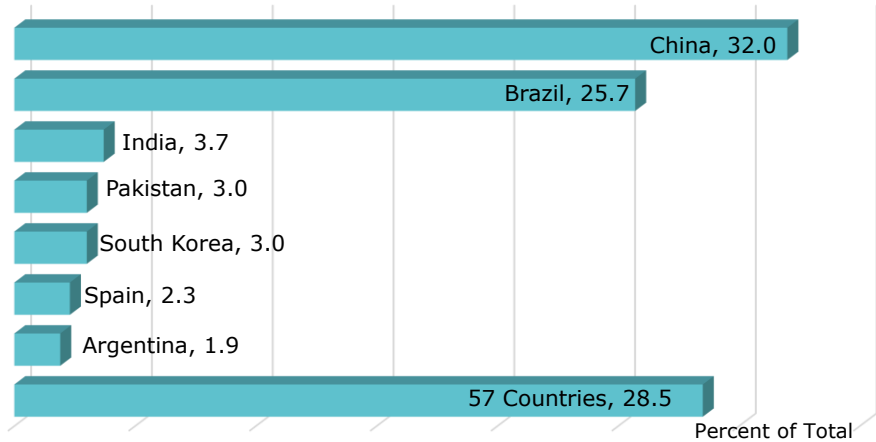 China, 32.0
Brazil, 25.7
India, 3.7
Pakistan, 3.0
South Korea, 3.0
Spain, 2.3
Argentina, 1.9
57 Countries, 28.5
Percent of Total